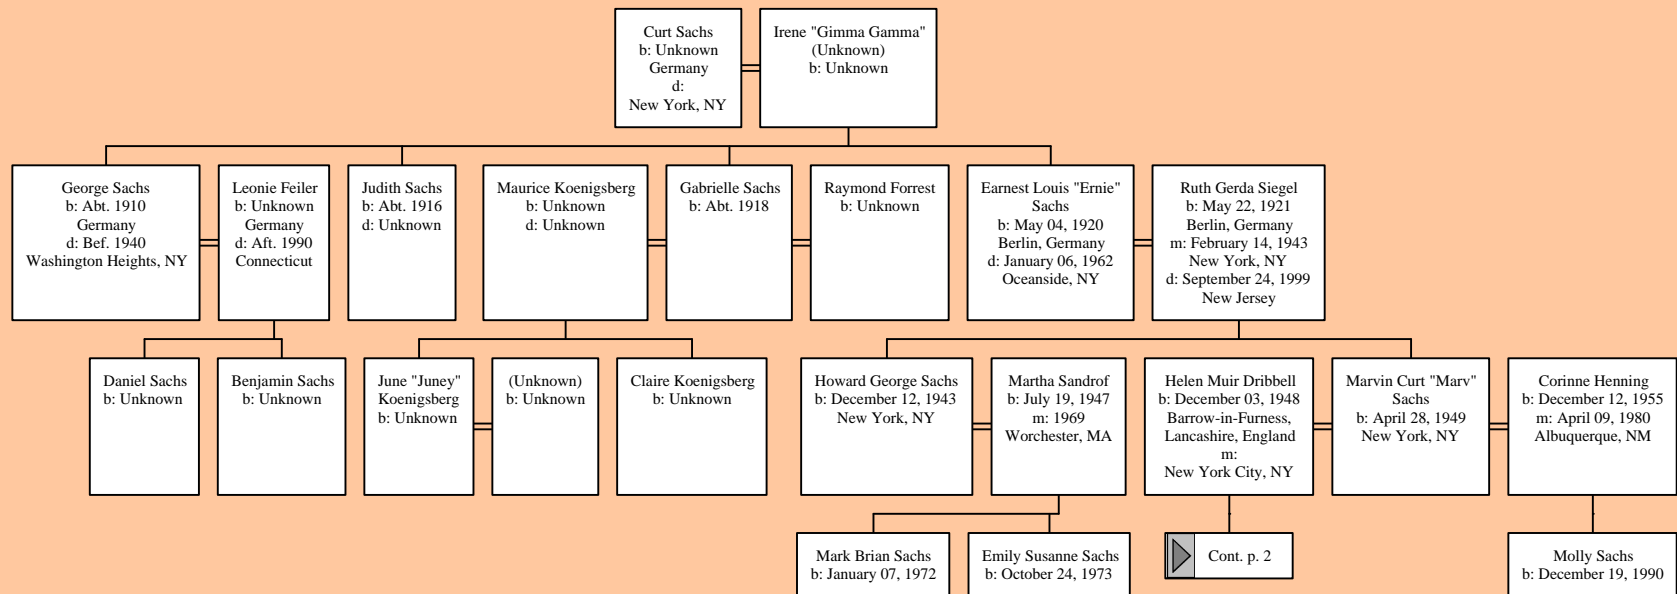 Curt Sachs
b: Unknown
Germany
d:
New York, NY
Irene "Gimma Gamma"
(Unknown)
b: Unknown
George Sachs
b: Abt. 1910
Germany
d: Bef. 1940
Washington Heights, NY
Leonie Feiler
b: Unknown
Germany
d: Aft. 1990
Connecticut
Judith Sachs
b: Abt. 1916
d: Unknown
Maurice Koenigsberg
b: Unknown
d: Unknown
Gabrielle Sachs
b: Abt. 1918
Raymond Forrest
b: Unknown
Earnest Louis "Ernie"
Sachs
b: May 04, 1920
Berlin, Germany
d: January 06, 1962
Oceanside, NY
Ruth Gerda Siegel
b: May 22, 1921
Berlin, Germany
m: February 14, 1943
New York, NY
d: September 24, 1999
New Jersey
Daniel Sachs
b: Unknown
Benjamin Sachs
b: Unknown
June "Juney"
Koenigsberg
b: Unknown
(Unknown)
b: Unknown
Claire Koenigsberg
b: Unknown
Howard George Sachs
b: December 12, 1943
New York, NY
Martha Sandrof
b: July 19, 1947
m: 1969
Worchester, MA
Helen Muir Dribbell
b: December 03, 1948
Barrow-in-Furness,
Lancashire, England
m:
New York City, NY
Marvin Curt "Marv"
Sachs
b: April 28, 1949
New York, NY
Corinne Henning
b: December 12, 1955
m: April 09, 1980
Albuquerque, NM
Mark Brian Sachs
b: January 07, 1972
Emily Susanne Sachs
b: October 24, 1973
Cont. p. 2
Molly Sachs
b: December 19, 1990